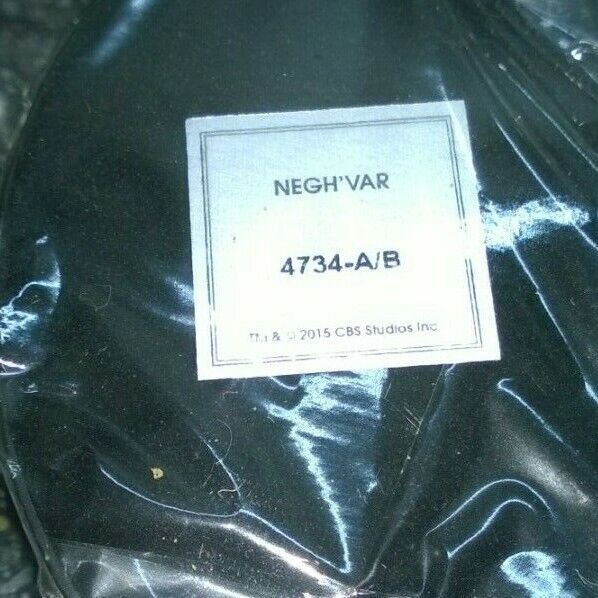 NEGH'VAR
4734-A/B
TM & © 2015 CBS Studios Inc